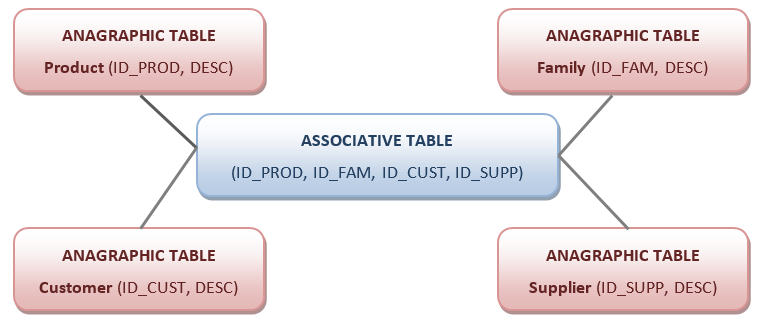 ANAGRAPHIC TABLE
Product (ID_PROD, DESC)
ANAGRAPHIC TABLE
Family (ID_FAM, DESC)
ASSOCIATIVE TABLE
(ID_PROD, ID_FAM, ID_CUST, ID_SUPP)
ANAGRAPHIC TABLE
Customer (ID_CUST, DESC)
ANAGRAPHIC TABLE
Supplier (ID_SUPP, DESC)